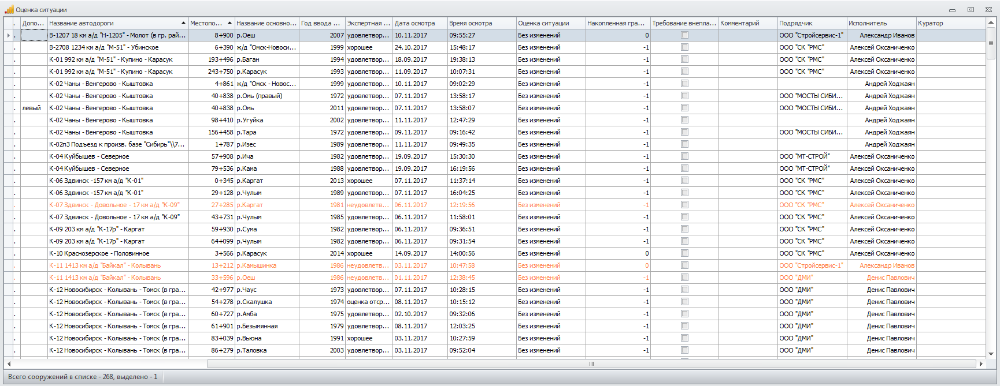 Оценка ситуации
. Допо... Название автодороги Местопо... Название основно... Год ввода ... Экспертная ... Дата осмотра Время осмотра Оценка ситуации Накопленная гра... Требование внепла... Комментарий Подрядчик Исполнитель Куратор
В-1207 18 км а/д "Н-1205" - Молот (в гр. рай... 8+900 р.Оеш 2007 удовлетвор... 10.11.2017 09:55:27 Без изменений 0 ООО "Стройсервис-1" Александр Иванов
. В-2708 1234 км а/д "М-51" - Убинское 6+390 ж/д "Омск-Новоси... 1999 хорошее 24.10.2017 15:48:17 Без изменений -1 ООО "СК "РМС" Алексей Оксаниченко
. К-01 992 км а/д "М-51" - Купино - Карасук 193+496 р.Баган 1994 удовлетвор... 18.09.2017 19:38:13 Без изменений -1 ООО "СК "РМС" Алексей Оксаниченко
. К-01 992 км а/д "М-51" - Купино - Карасук 243+750 р.Карасук 1993 удовлетвор... 11.09.2017 10:07:31 Без изменений -1 ООО "СК "РМС" Алексей Оксаниченко
. К-02 Чаны - Венгерово - Кыштовка 4+861 ж/д "Омск - Новос... 1999 удовлетвор... 10.11.2017 09:02:29 Без изменений -1 Андрей Ходжаян
. К-02 Чаны - Венгерово - Кыштовка 40+838 р.Омь (правый) 1972 удовлетвор... 07.11.2017 13:58:17 Без изменений -1 ООО "МОСТЫ СИБИ... Андрей Ходжаян
. левый К-02 Чаны - Венгерово - Кыштовка 40+838 р.Омь 2011 удовлетвор... 07.11.2017 13:58:07 Без изменений -1 ООО "МОСТЫ СИБИ... Андрей Ходжаян
. К-02 Чаны - Венгерово - Кыштовка 98+410 р.Угуйка 2002 удовлетвор... 11.11.2017 12:47:29 Без изменений -1 Андрей Ходжаян
. К-02 Чаны - Венгерово - Кыштовка 156+458 р.Тара 1972 удовлетвор... 09.11.2017 09:16:42 Без изменений -1 ООО "МОСТЫ СИБИ... Андрей Ходжаян
. К-02п3 Подъезд к произв. базе "Сибирь"\\7... 1+787 р.Изес 1989 удовлетвор... 11.11.2017 09:49:35 Без изменений -1 Андрей Ходжаян
. К-04 Куйбышев - Северное 57+908 р.Ича 1982 удовлетвор... 19.09.2017 15:30:30 Без изменений -1 ООО "МТ-СТРОЙ" Алексей Оксаниченко
. К-04 Куйбышев - Северное 79+536 р.Кама 1988 удовлетвор... 19.09.2017 16:19:56 Без изменений -1 ООО "МТ-СТРОЙ" Алексей Оксаниченко
. К-06 Здвинск -157 км а/д "К-01" 0+345 р.Каргат 2013 хорошее 07.11.2017 11:37:14 Без изменений -1 ООО "СК "РМС" Алексей Оксаниченко
. К-06 Здвинск -157 км а/д "К-01" 29+128 р.Чулым 1989 удовлетвор... 07.11.2017 16:04:25 Без изменений -1 ООО "СК "РМС" Алексей Оксаниченко
. К-07 Здвинск - Довольное - 17 км а/д "К-09" 27+285 р.Каргат 1981 неудовлетв... 06.11.2017 12:19:56 Без изменений -1 ООО "СК "РМС" Алексей Оксаниченко
. К-07 Здвинск - Довольное - 17 км а/д "К-09" 43+731 р.Чулым 1985 удовлетвор... 06.11.2017 11:58:01 Без изменений -1 ООО "СК "РМС" Алексей Оксаниченко
. К-09 203 км а/д "К-17р" - Каргат 59+930 р.Сума 1982 удовлетвор... 06.11.2017 09:36:51 Без изменений -1 ООО "СК "РМС" Алексей Оксаниченко
. К-09 203 км а/д "К-17р" - Каргат 64+099 р.Чулым 1982 удовлетвор... 06.11.2017 09:31:54 Без изменений -1 ООО "СК "РМС" Алексей Оксаниченко
. К-10 Краснозерское - Половинное 3+566 р.Карасук 2014 хорошее 14.09.2017 14:00:56 Без изменений 0 ООО "СК "РМС" Алексей Оксаниченко
. К-11 1413 км а/д "Байкал" - Колывань 13+212 р.Камышинка 1986 неудовлетв... 03.11.2017 10:47:58 Без изменений 0 ООО "Стройсервис-1" Александр Иванов
. К-11 1413 км а/д "Байкал" - Колывань 33+596 р.Оеш 1986 неудовлетв... 01.11.2017 12:38:45 Без изменений -1 ООО "ДМИ" Денис Павлович
. К-12 Новосибирск - Колывань - Томск (в гра... 42+977 р.Чаус 1973 удовлетвор... 07.11.2017 10:28:15 Без изменений -1 ООО "ДМИ" Денис Павлович
. К-12 Новосибирск - Колывань - Томск (в гра... 54+278 р.Скалушка 1974 оценка отср... 08.11.2017 10:15:12 Без изменений -1 ООО "ДМИ" Денис Павлович
. К-12 Новосибирск - Колывань - Томск (в гра... 60+727 р.Амба 1975 удовлетвор... 02.10.2017 09:32:06 Без изменений -1 ООО "ДМИ" Денис Павлович
. К-12 Новосибирск - Колывань - Томск (в гра... 61+901 р.Безымянная 1979 удовлетвор... 08.11.2017 12:03:25 Без изменений -1 ООО "ДМИ" Денис Павлович
. К-12 Новосибирск - Колывань - Томск (в гра... 83+039 р.Вьюна 1991 хорошее 03.11.2017 10:27:59 Без изменений -1 ООО "ДМИ" Денис Павлович
. К-12 Новосибирск - Колывань - Томск (в гра... 86+279 р.Таловка 2003 удовлетвор... 03.11.2017 09:52:04 Без изменений -1 ООО "ДМИ" Денис Павлович
Всего сооружений в списке - 268, выделено - 1